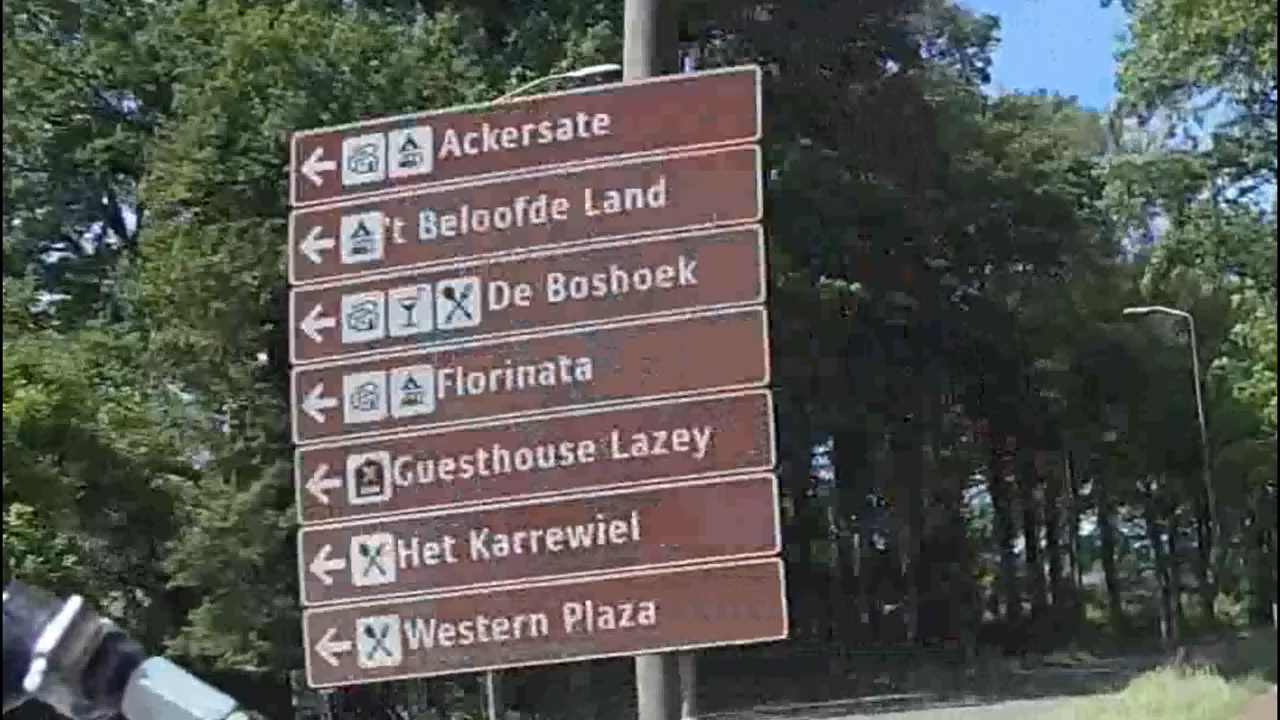 Ackersate
't Beloofde Land
De Boshoek
Florinata
Guesthouse Lazey
Het Karrewiel
Western Plaza